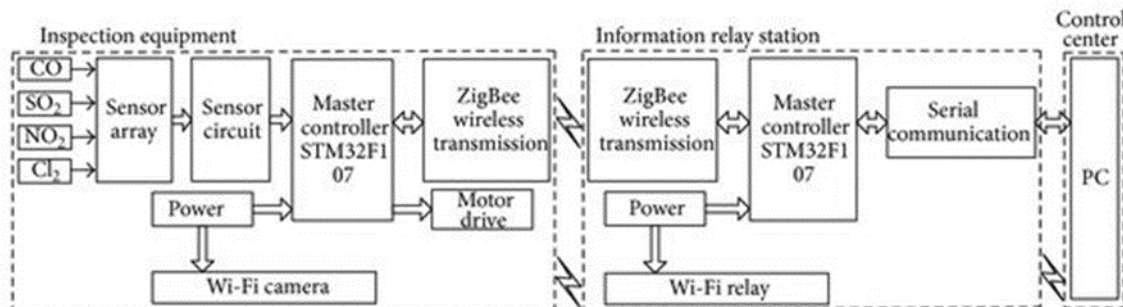 Inspection equipment
CO
SO₂
NO₂
Cl₂
Sensor
array
Sensor
circuit
Master
controller
STM32F1
07
ZigBee
wireless
transmission
Power
Motor
drive
Wi-Fi camera
Information relay station
ZigBee
wireless
transmission
Master
controller
STM32F1
07
Serial
communication
Power
Wi-Fi relay
Control
center
PC